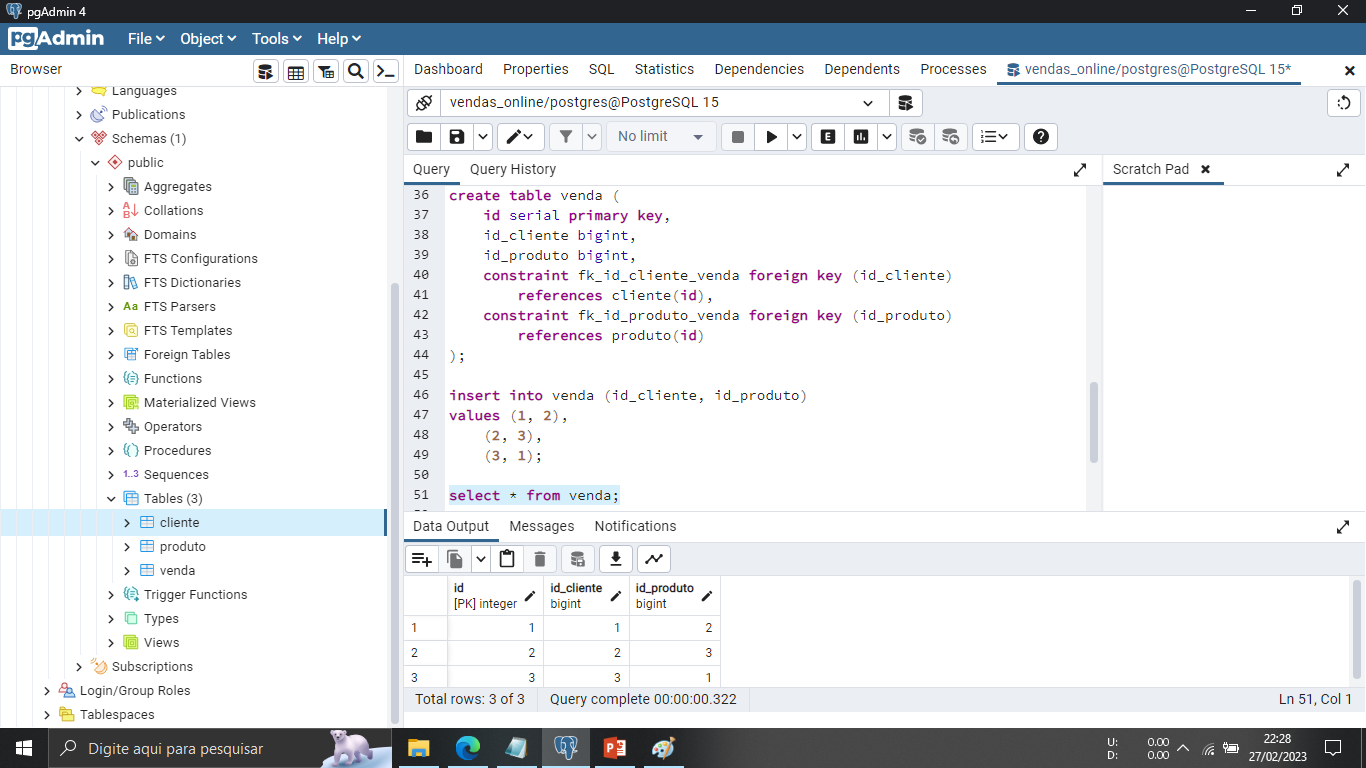 pgAdmin 4
pgAdmin File Object Tools Help
Browser
Dashboard Properties SQL Statistics Dependencies Dependents Processes vendas_online/postgres@PostgreSQL 15*
Languages
Publications
Schemas (1)
public
Aggregates
Collations
Domains
FTS Configurations
FTS Dictionaries
Aa FTS Parsers
FTS Templates
Foreign Tables
Functions
Materialized Views
Operators
Procedures
1..3 Sequences
Tables (3)
cliente
produto
venda
Trigger Functions
Types
Views
Subscriptions
Login/Group Roles
Tablespaces
vendas_online/postgres@PostgreSQL 15
No limit E
Query Query History
Scratch Pad
36 create table venda (
37 id serial primary key,
38 id_cliente bigint,
39 id_produto bigint,
40 constraint fk_id_cliente_venda foreign key (id_cliente)
41 references cliente(id),
42 constraint fk_id_produto_venda foreign key (id_produto)
43 references produto(id)
44 );
45
46 insert into venda (id_cliente, id_produto)
47 values (1, 2),
48 (2, 3),
49 (3, 1);
50
51 select * from venda;
Data Output Messages Notifications
id id_cliente id_produto
[PK] integer bigint bigint
1 1 1 2
2 2 2 3
3 3 3 1
Total rows: 3 of 3 Query complete 00:00:00.322 Ln 51, Col 1
Digite aqui para pesquisar
U: 0.00
D: 0.00
22:28
27/02/2023